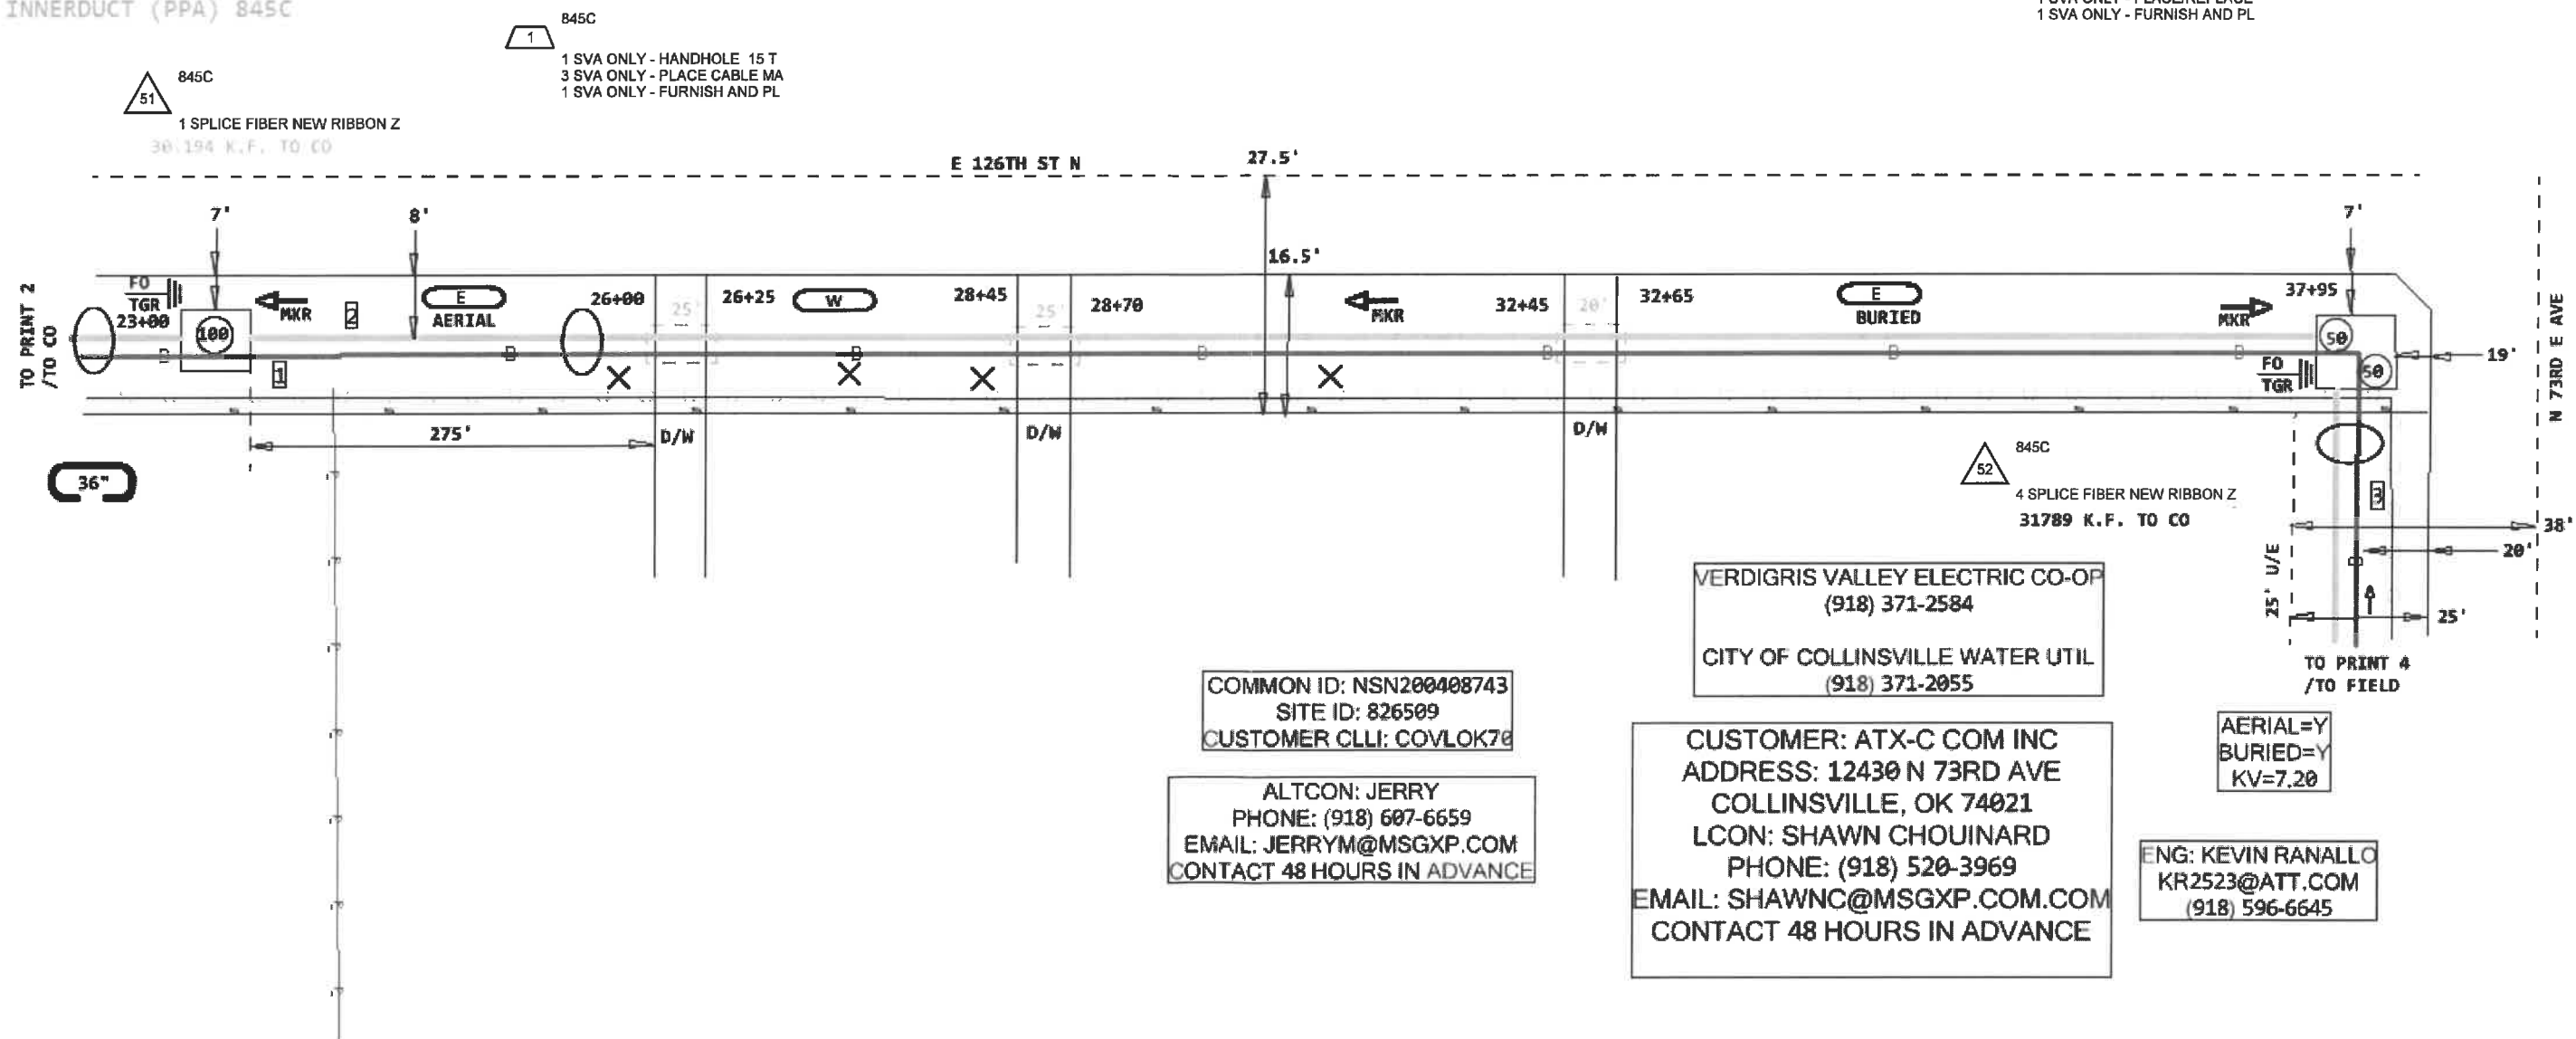 INNERDUCT (PPA) 845C
845C
1
1 SVA ONLY - HANDHOLE 15 T
3 SVA ONLY - PLACE CABLE MA
1 SVA ONLY - FURNISH AND PL
1 SVA ONLY - FURNISH AND PL
845C
51
1 SPLICE FIBER NEW RIBBON Z
30.194 K.F. TO CO
E 126TH ST N
27.5'
7'
8'
7'
16.5'
TO PRINT 2
/TO CO
FO
TGR
23+00
100
MKR
2
E
AERIAL
26+00
25'
26+25
W
28+45
25'
28+70
MKR
32+45
20'
32+65
E
BURIED
MKR
37+95
50
50
FO
TGR
19'
N 73RD E AVE
1
275'
D/W
D/W
D/W
36"
845C
52
4 SPLICE FIBER NEW RIBBON Z
31789 K.F. TO CO
3
38'
20'
25' U/E
25'
TO PRINT 4
/TO FIELD
VERDIGRIS VALLEY ELECTRIC CO-OP
(918) 371-2584
CITY OF COLLINSVILLE WATER UTIL
(918) 371-2055
COMMON ID: NSN200408743
SITE ID: 826509
CUSTOMER CLLI: COVLOK70
ALTCON: JERRY
PHONE: (918) 607-6659
EMAIL: JERRYM@MSGXP.COM
CONTACT 48 HOURS IN ADVANCE
CUSTOMER: ATX-C COM INC
ADDRESS: 12430 N 73RD AVE
COLLINSVILLE, OK 74021
LCON: SHAWN CHOUINARD
PHONE: (918) 520-3969
EMAIL: SHAWNC@MSGXP.COM.COM
CONTACT 48 HOURS IN ADVANCE
AERIAL=Y
BURIED=Y
KV=7.20
ENG: KEVIN RANALLO
KR2523@ATT.COM
(918) 596-6645